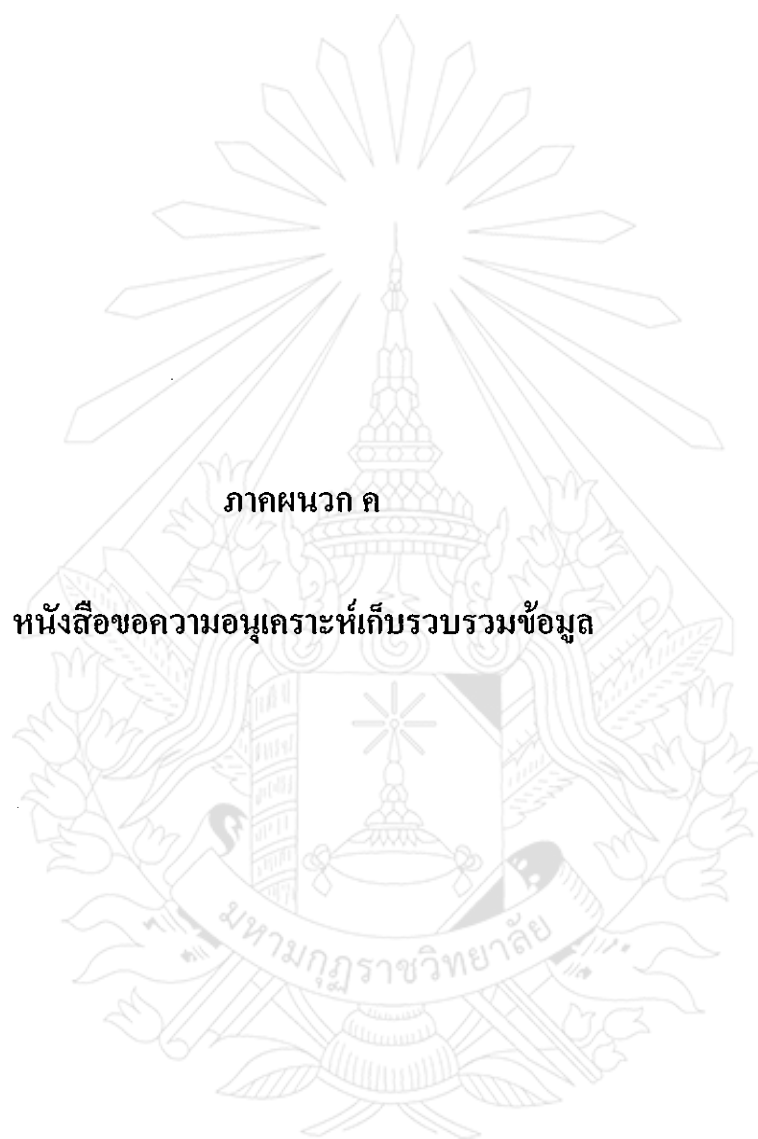 ภาคผนวก ค
หนังสือขอความอนุเคราะห์เก็บรวบรวมข้อมูล
มหามกุฏราชวิทยาลัย